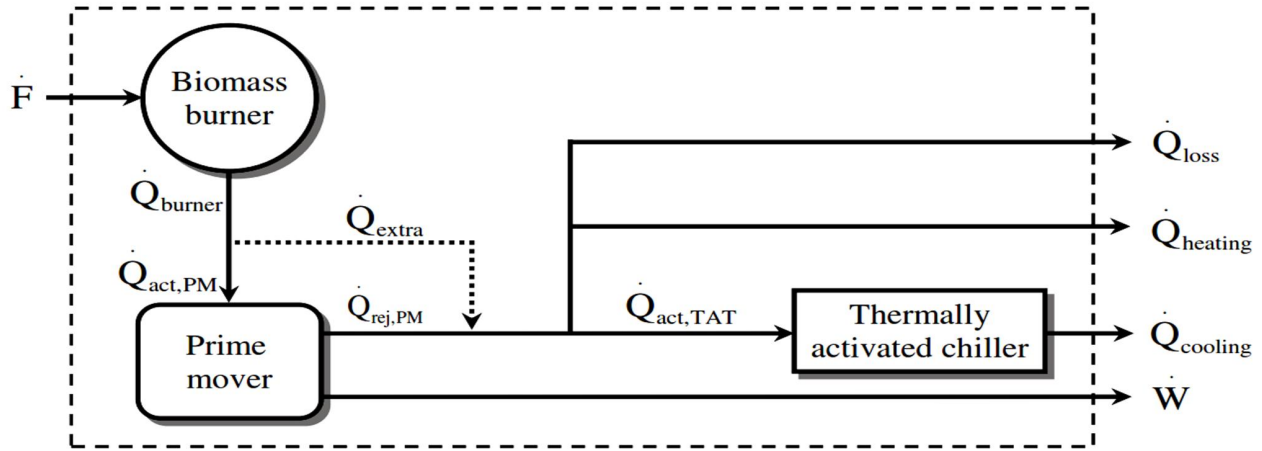 Ḟ
Biomass
burner
Q̇burner
Q̇extra
Q̇act,PM
Q̇rej,PM
Prime
mover
Q̇act,TAT
Thermally
activated chiller
Q̇loss
Q̇heating
Q̇cooling
Ẇ